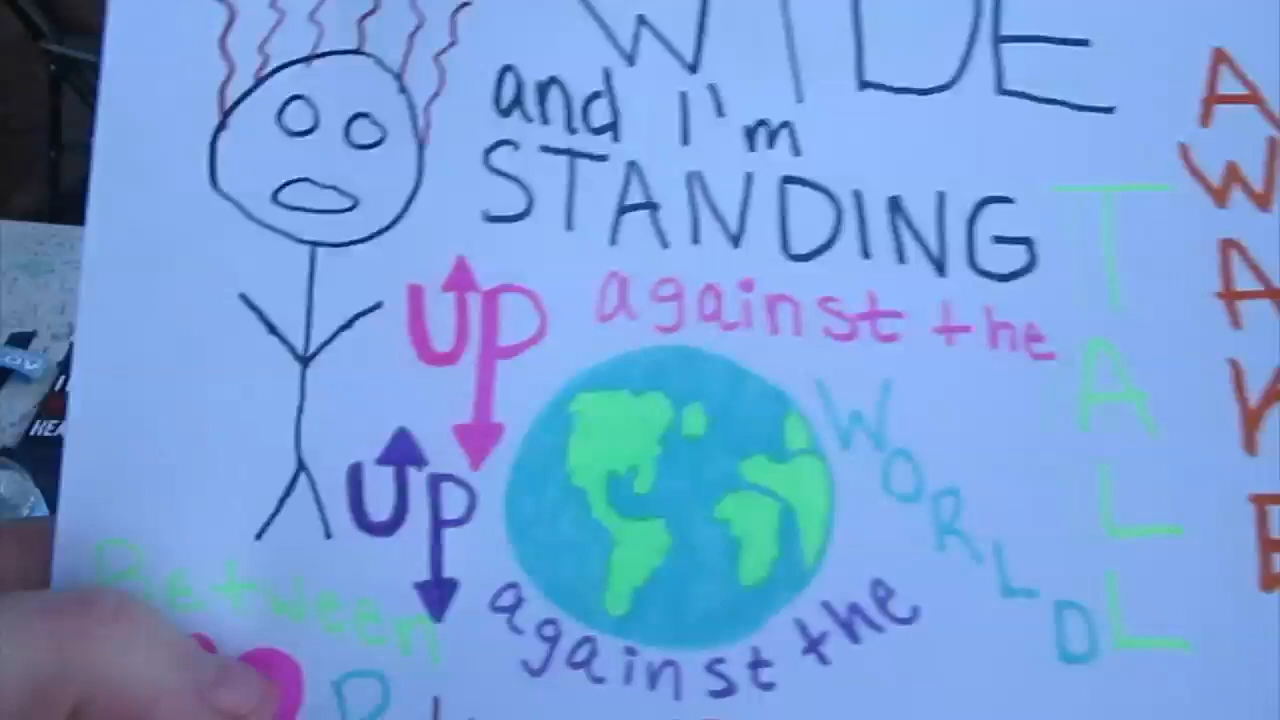 WIDE
AWAKE
and i'm
STANDING
TALL
UP against the
WORLD
UP
against the
Between